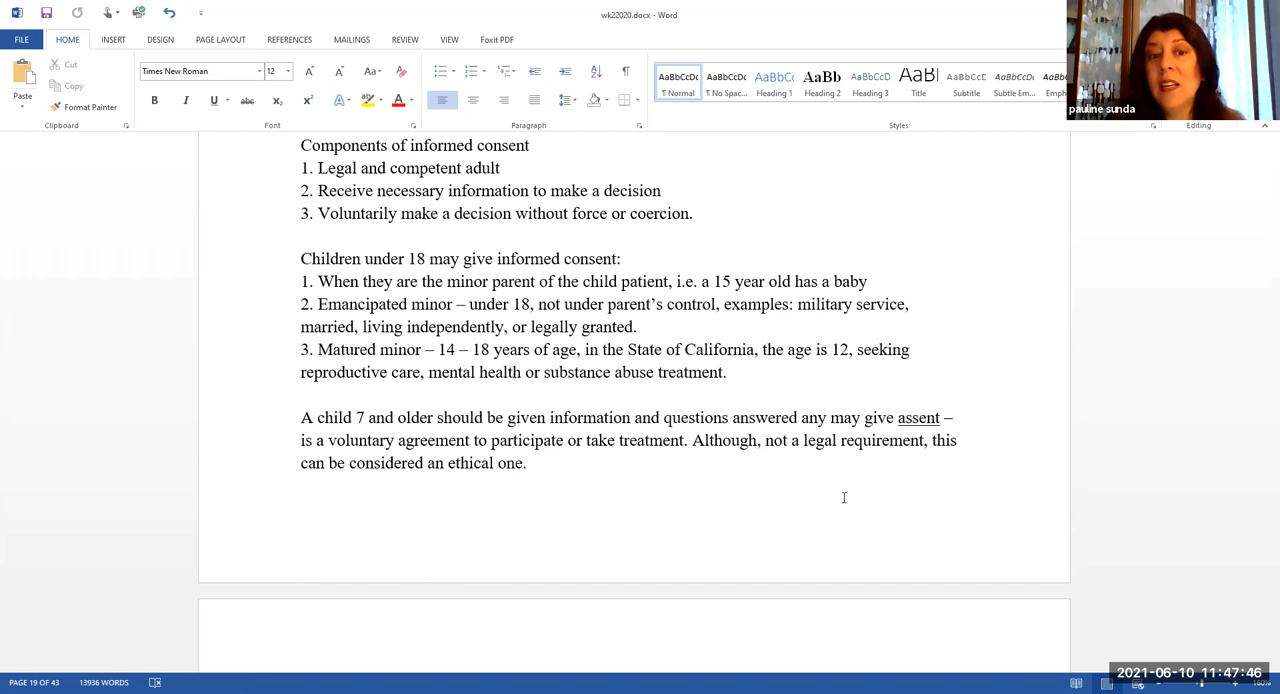 wk22020.docx - Word
FILE HOME INSERT DESIGN PAGE LAYOUT REFERENCES MAILINGS REVIEW VIEW Foxit PDF
Paste
Cut
Copy
Format Painter
Clipboard
Times New Roman 12
Font
Paragraph
AaBbCcDc AaBbCcDc AaBbCc AaBb AaBbCcD AaB AaBbCcD AaBbCcDc AaBb
¶ Normal ¶ No Spac... Heading 1 Heading 2 Heading 3 Title Subtitle Subtle Em... Emph
Styles
Editing
pauline sunda
Components of informed consent
1. Legal and competent adult
2. Receive necessary information to make a decision
3. Voluntarily make a decision without force or coercion.
Children under 18 may give informed consent:
1. When they are the minor parent of the child patient, i.e. a 15 year old has a baby
2. Emancipated minor – under 18, not under parent’s control, examples: military service,
married, living independently, or legally granted.
3. Matured minor – 14 – 18 years of age, in the State of California, the age is 12, seeking
reproductive care, mental health or substance abuse treatment.
A child 7 and older should be given information and questions answered any may give assent –
is a voluntary agreement to participate or take treatment. Although, not a legal requirement, this
can be considered an ethical one.
PAGE 19 OF 43 13936 WORDS
2021-06-10 11:47:46